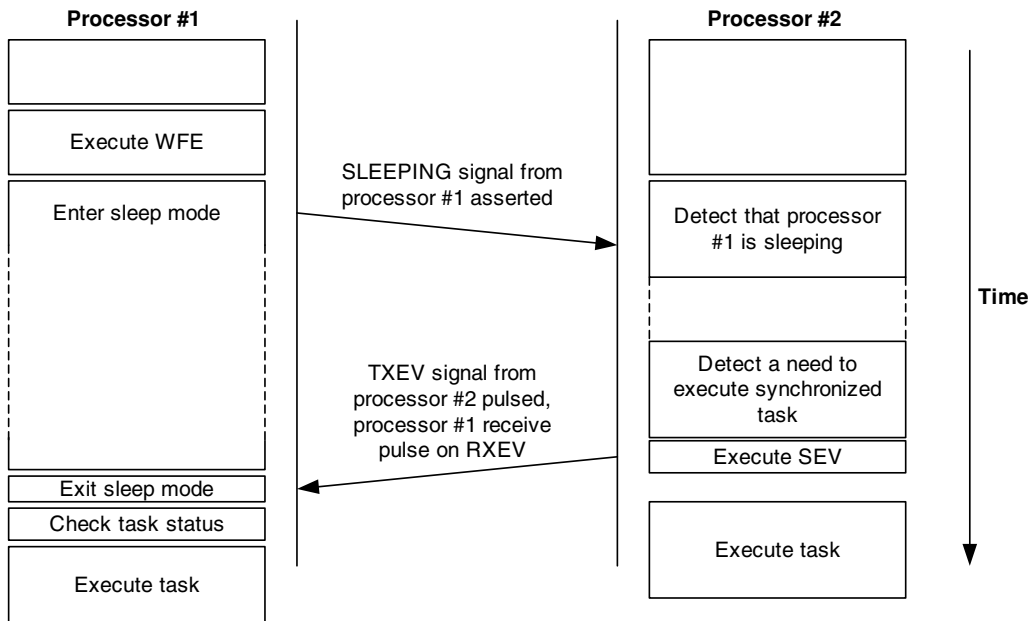 Processor #1
Processor #2
Execute WFE
SLEEPING signal from
processor #1 asserted
Enter sleep mode
Detect that processor
#1 is sleeping
Time
TXEV signal from
processor #2 pulsed,
processor #1 receive
pulse on RXEV
Detect a need to
execute synchronized
task
Execute SEV
Exit sleep mode
Check task status
Execute task
Execute task